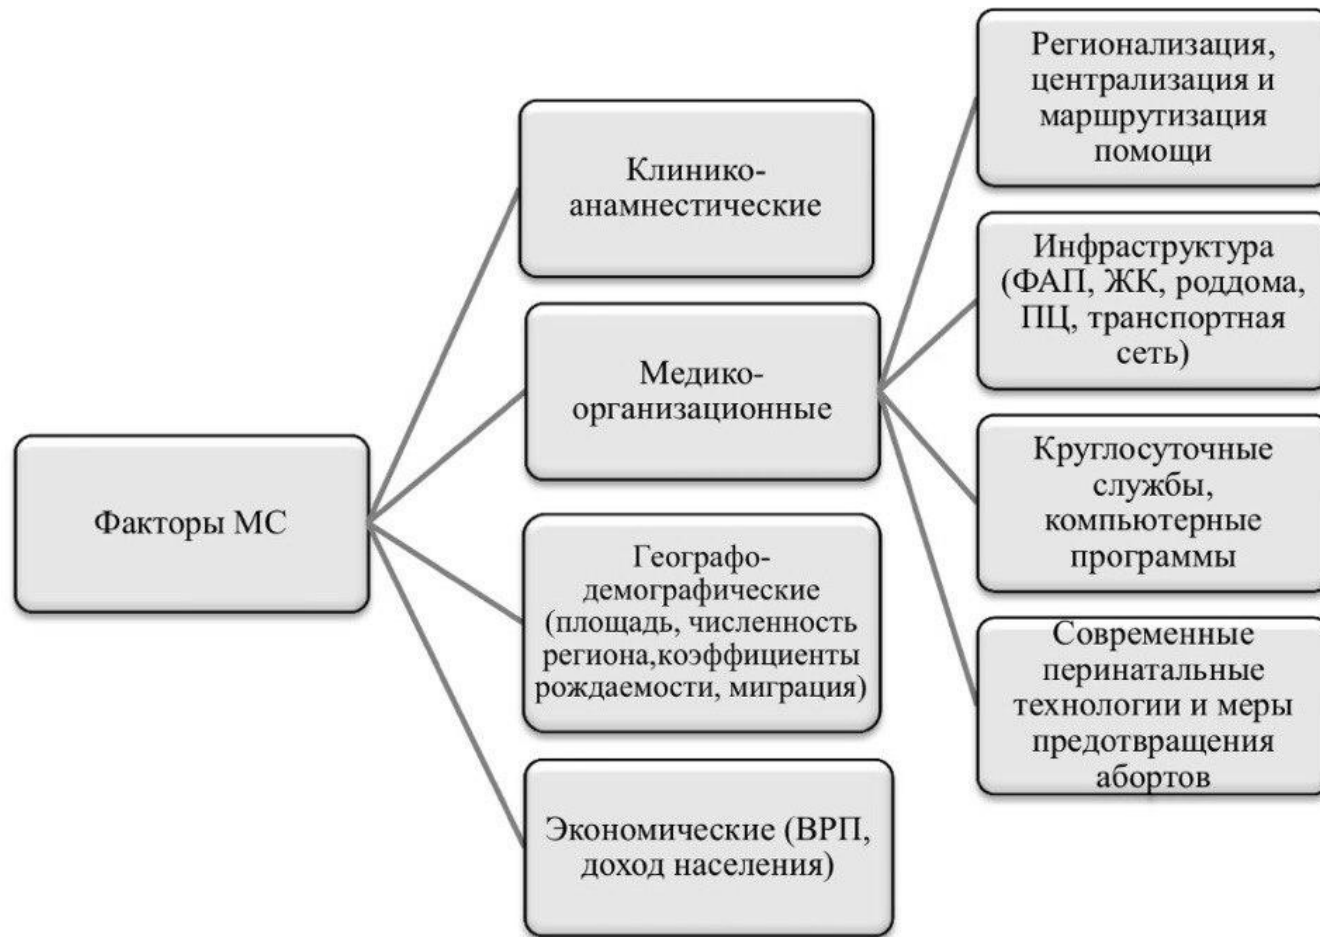 Факторы МС
Клинико-
анамнестические
Медико-
организационные
Географо-
демографические
(площадь, численность
региона,коэффициенты
рождаемости, миграция)
Экономические (ВРП,
доход населения)
Регионализация,
централизация и
маршрутизация
помощи
Инфраструктура
(ФАП, ЖК, роддома,
ПЦ, транспортная
сеть)
Круглосуточные
службы,
компьютерные
программы
Современные
перинатальные
технологии и меры
предотвращения
абортов